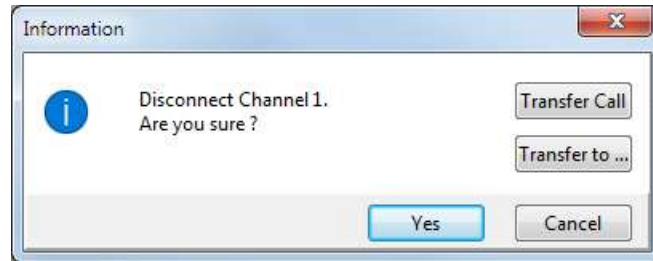 Information
Disconnect Channel 1.
Are you sure ?
Transfer Call
Transfer to ...
Yes
Cancel